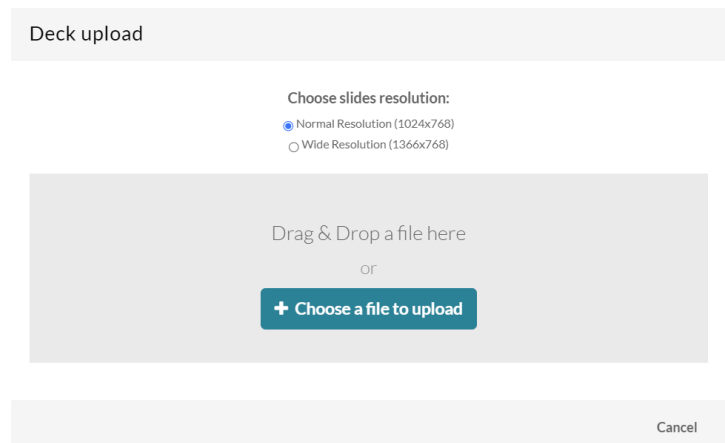 Deck upload
Choose slides resolution:
Normal Resolution (1024x768)
Wide Resolution (1366x768)
Drag & Drop a file here
or
Choose a file to upload
Cancel